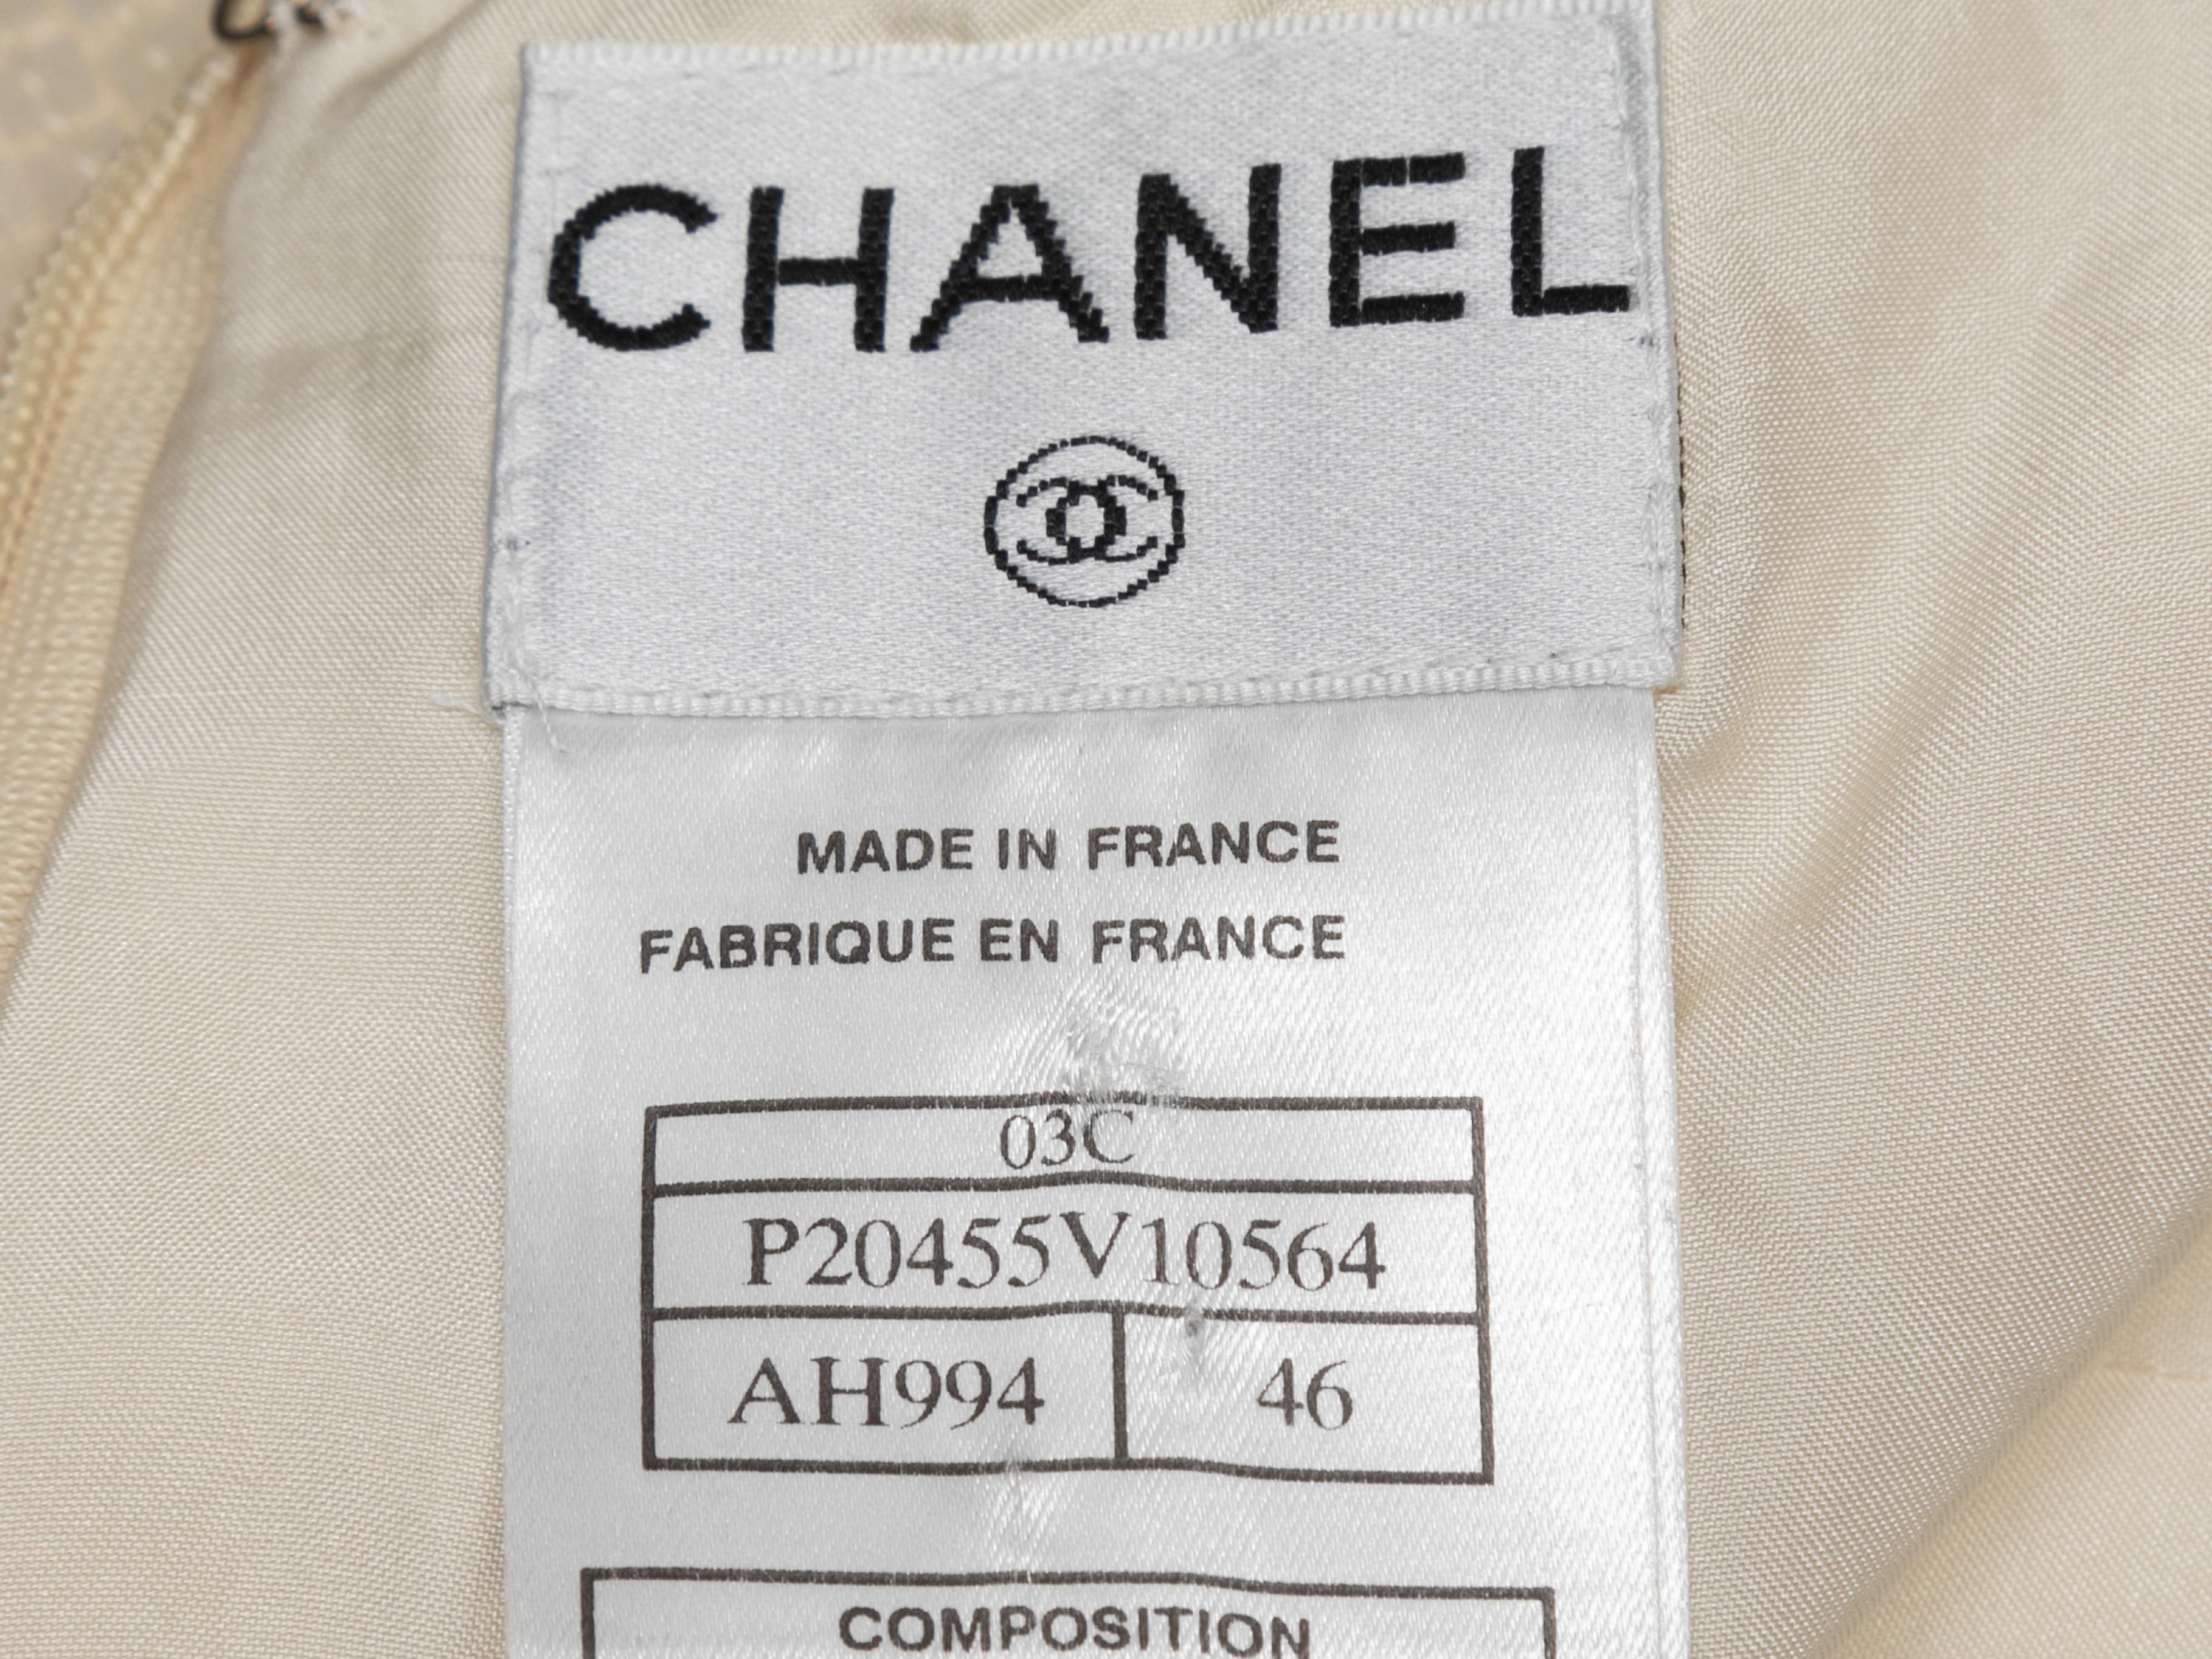 CHANEL
MADE IN FRANCE
FABRIQUE EN FRANCE
03C
P20455V10564
AH994 46
COMPOSITION